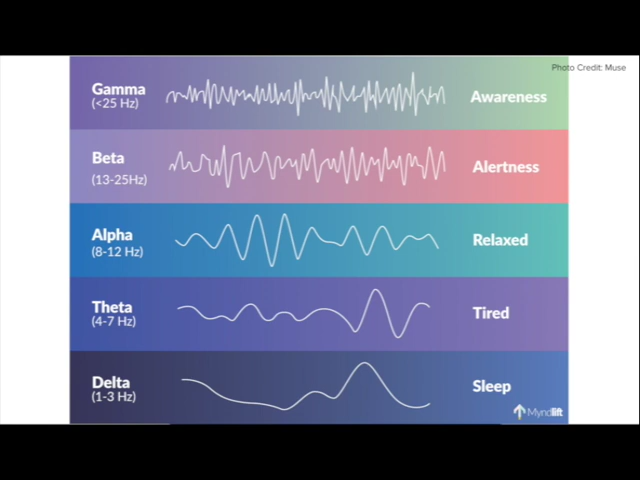 Photo Credit: Muse
Gamma
(<25 Hz)
Awareness
Beta
(13-25Hz)
Alertness
Alpha
(8-12 Hz)
Relaxed
Theta
(4-7 Hz)
Tired
Delta
(1-3 Hz)
Sleep
Myndlift